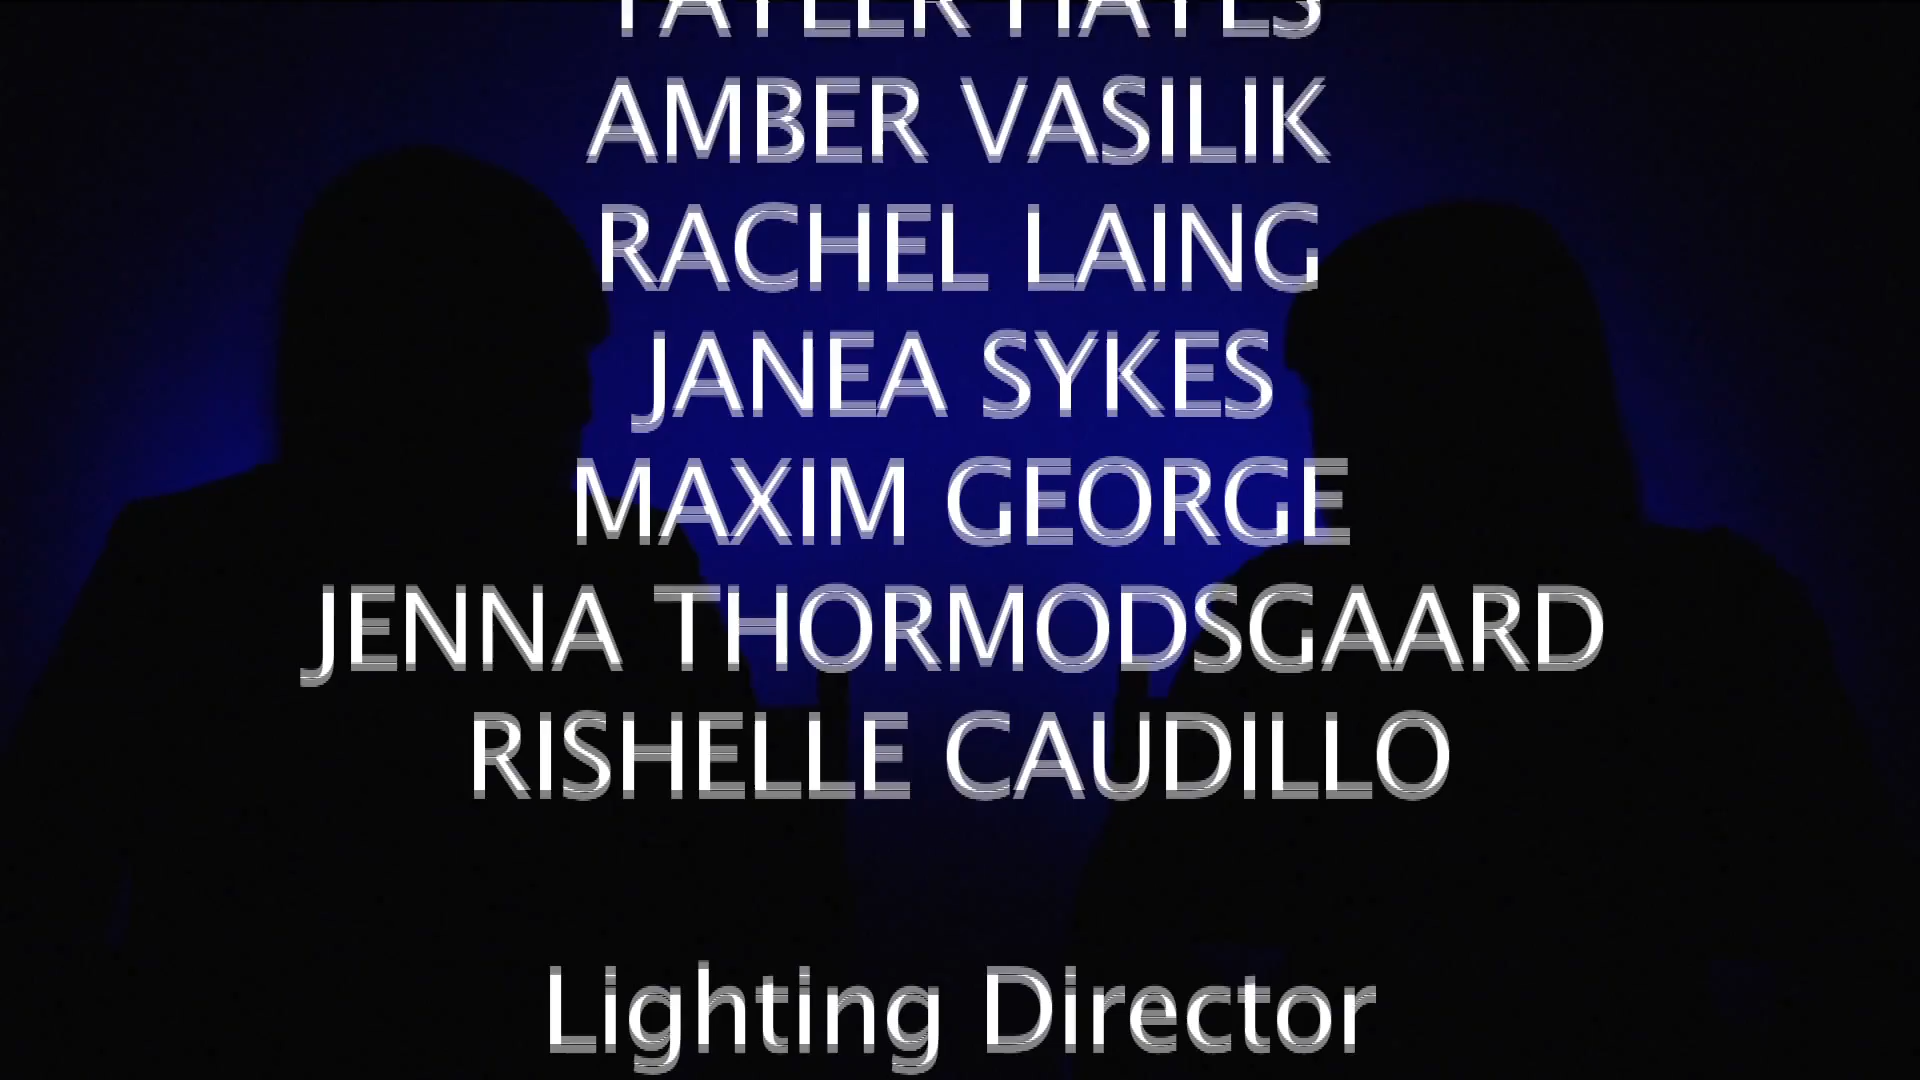 AMBER VASILIK
RACHEL LAING
JANEA SYKES
MAXIM GEORGE
JENNA THORMODSGAARD
RISHELLE CAUDILLO
Lighting Director